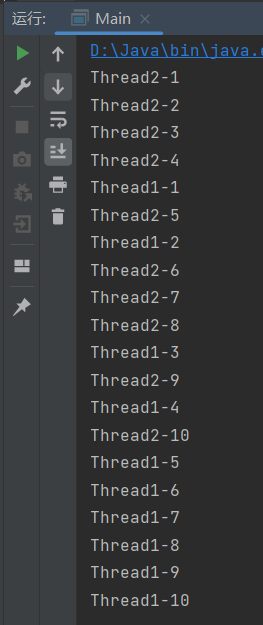 运行: Main
D:\Java\bin\java.
Thread2-1
Thread2-2
Thread2-3
Thread2-4
Thread1-1
Thread2-5
Thread1-2
Thread2-6
Thread2-7
Thread2-8
Thread1-3
Thread2-9
Thread1-4
Thread2-10
Thread1-5
Thread1-6
Thread1-7
Thread1-8
Thread1-9
Thread1-10